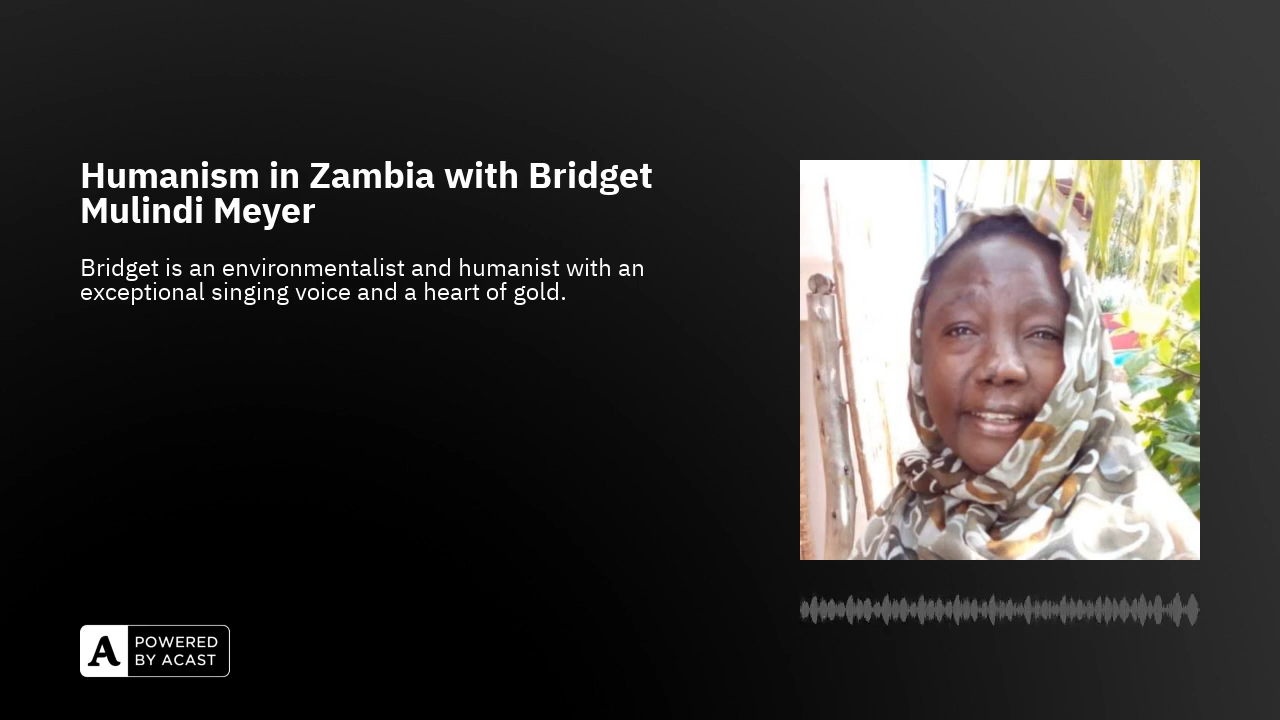 Humanism in Zambia with Bridget
Mulindi Meyer
Bridget is an environmentalist and humanist with an
exceptional singing voice and a heart of gold.
A POWERED
BY ACAST